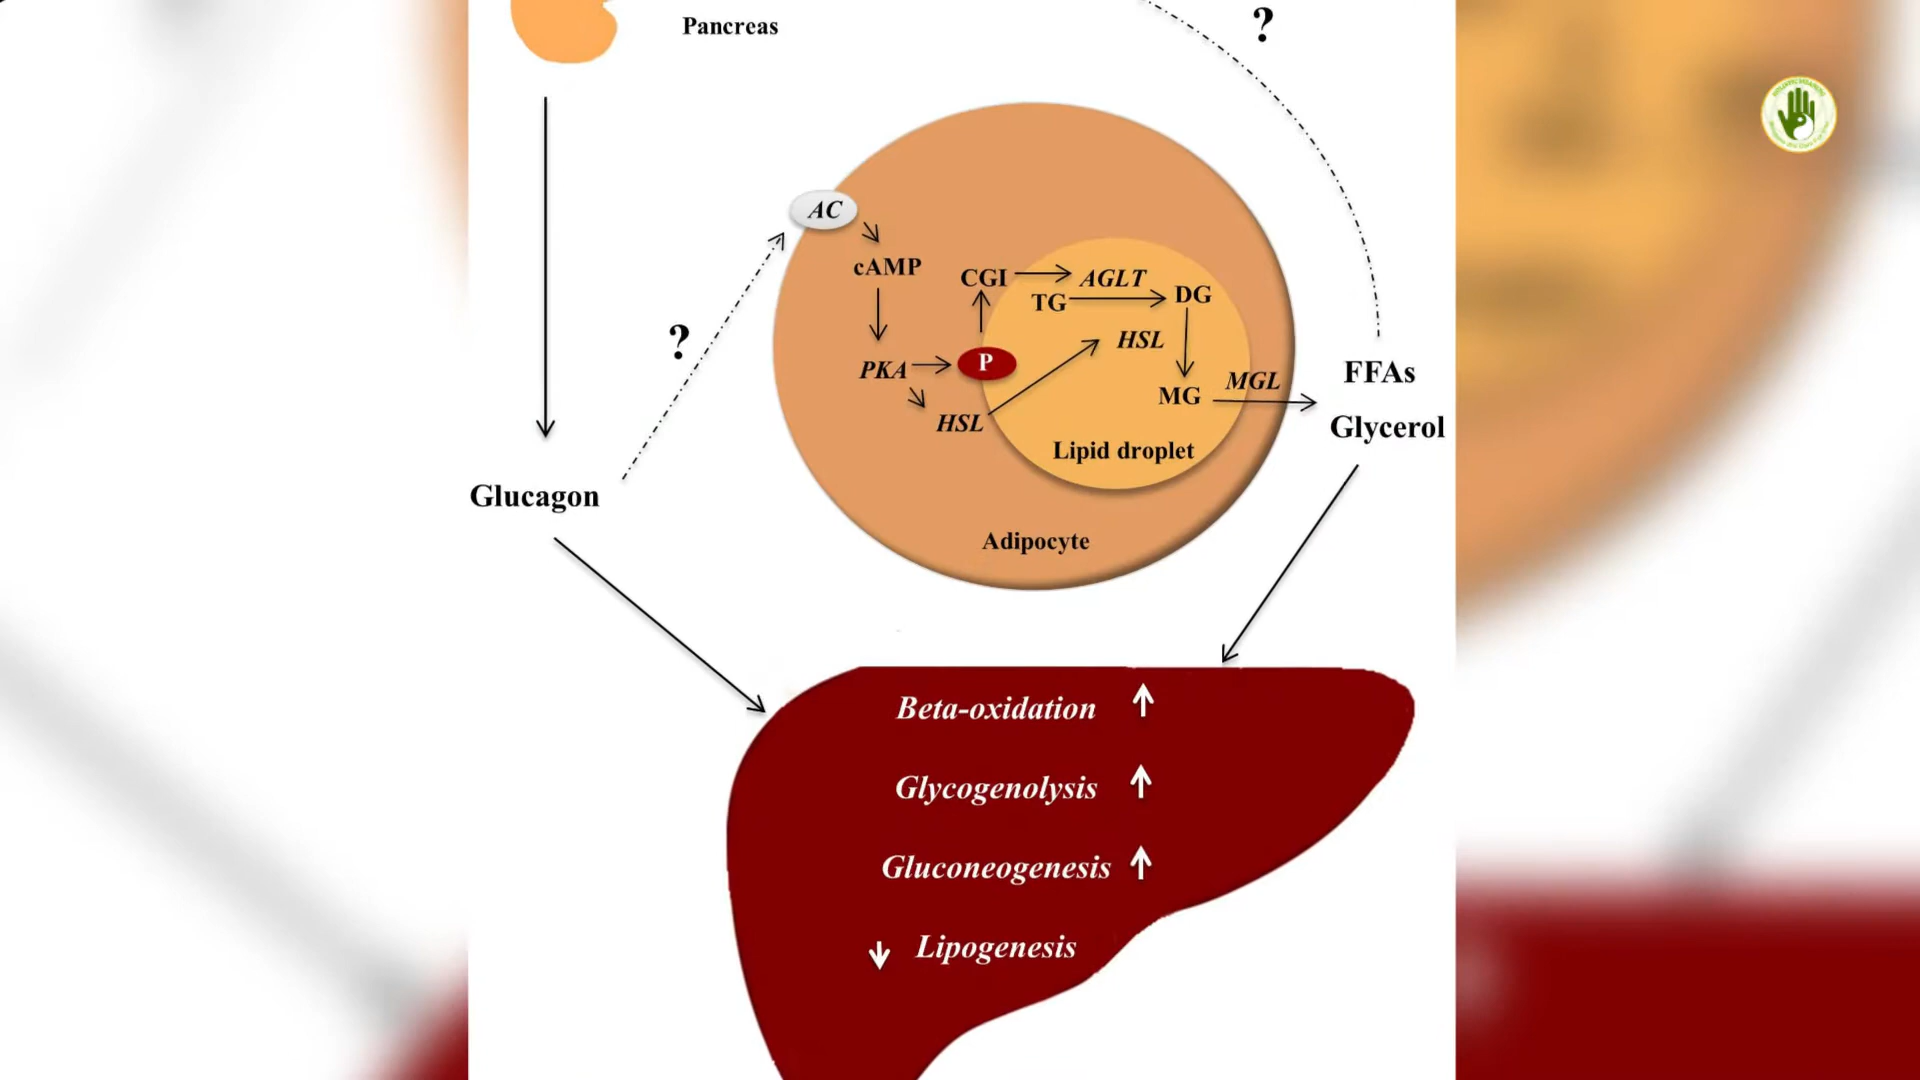 Pancreas
?
AC
cAMP
CGI
AGLT
TG
DG
HSL
?
P
PKA
MGL
FFAs
MG
HSL
Glycerol
Lipid droplet
Glucagon
Adipocyte
Beta-oxidation
Glycogenolysis
Gluconeogenesis
Lipogenesis